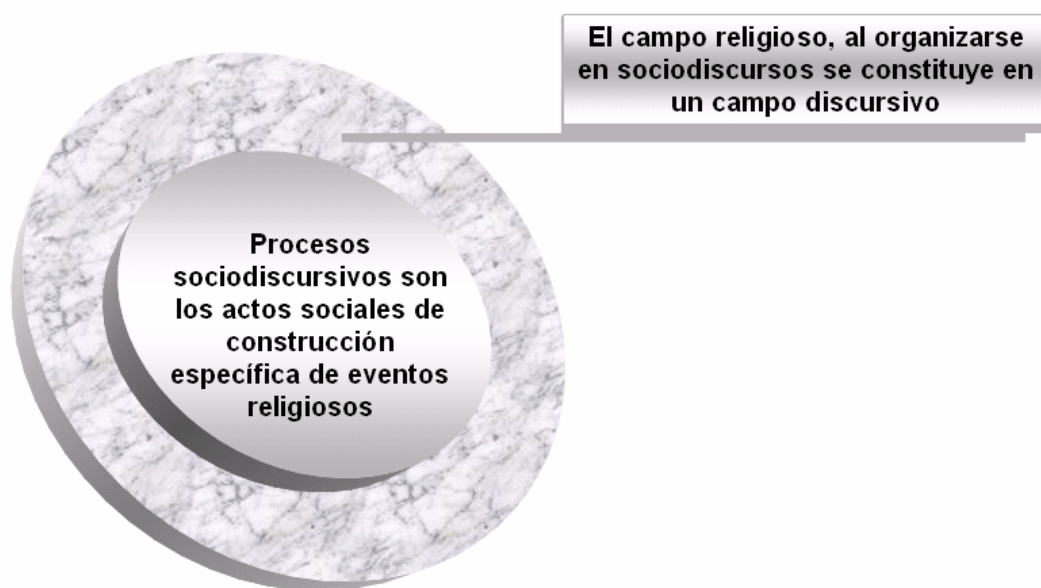 El campo religioso, al organizarse
en sociodiscursos se constituye en
un campo discursivo
Procesos
sociodiscursivos son
los actos sociales de
construcción
específica de eventos
religiosos